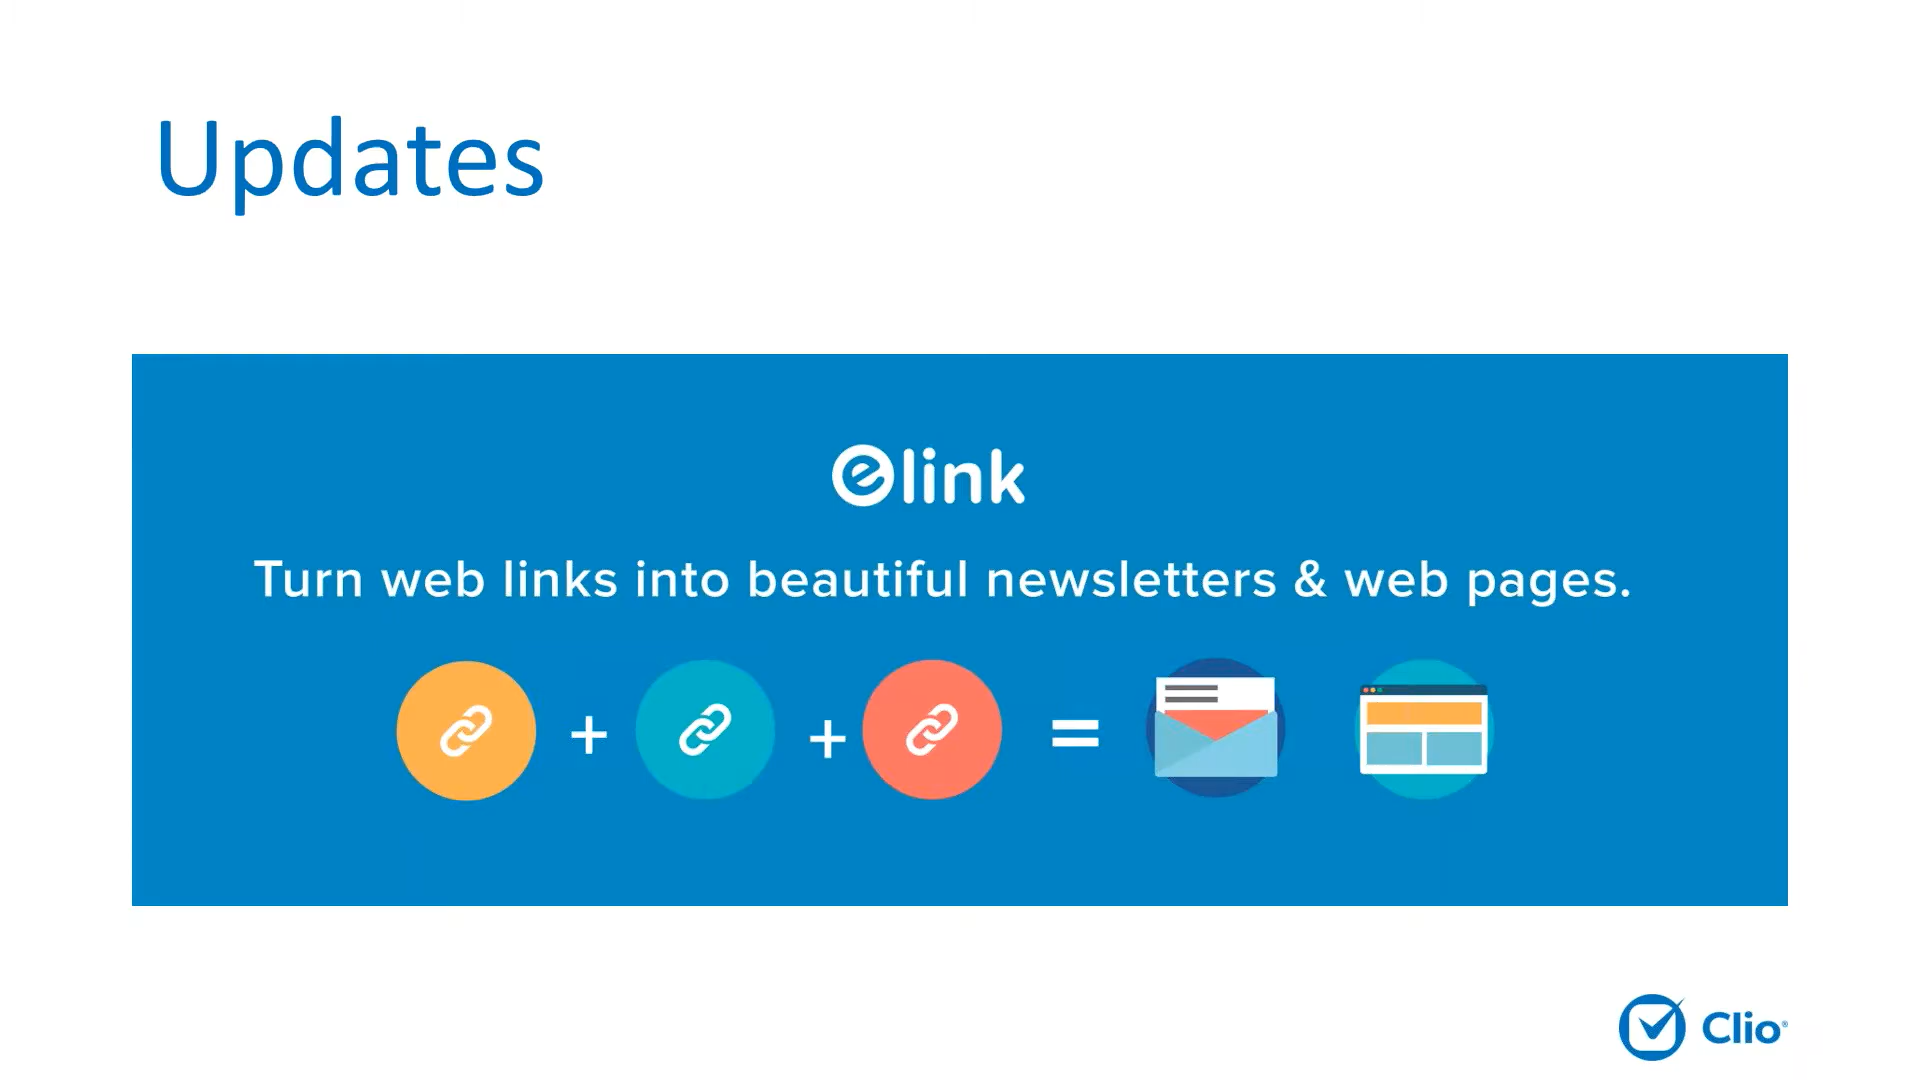 Updates
elink
Turn web links into beautiful newsletters & web pages.
+ + =
Clio®